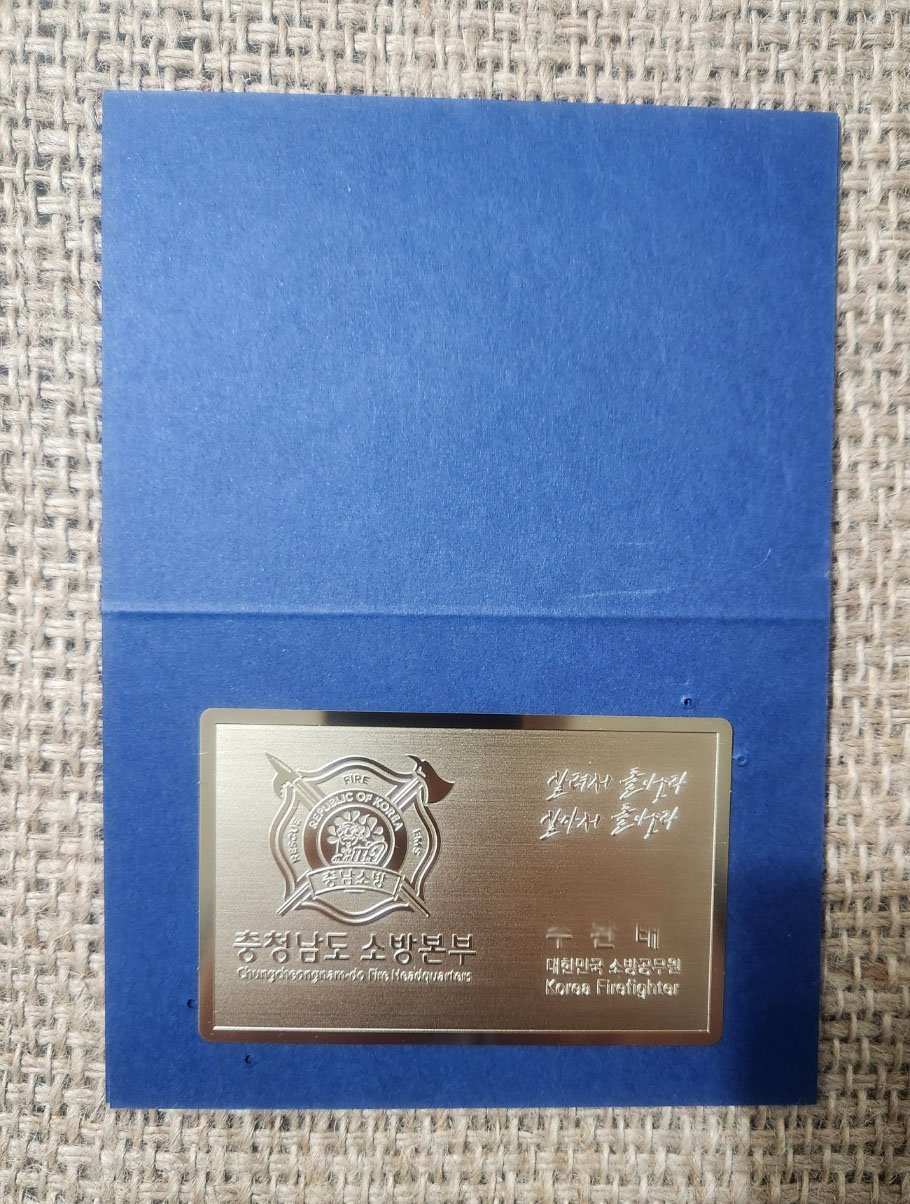 FIRE
REPUBLIC OF KOREA
RESCUE
EMS
119
충남소방
충청남도 소방본부
Chungcheongnam-do Fire Headquarters
살려서 돌아오라
살아서 돌아오라
대한민국 소방공무원
Korea Firefighter